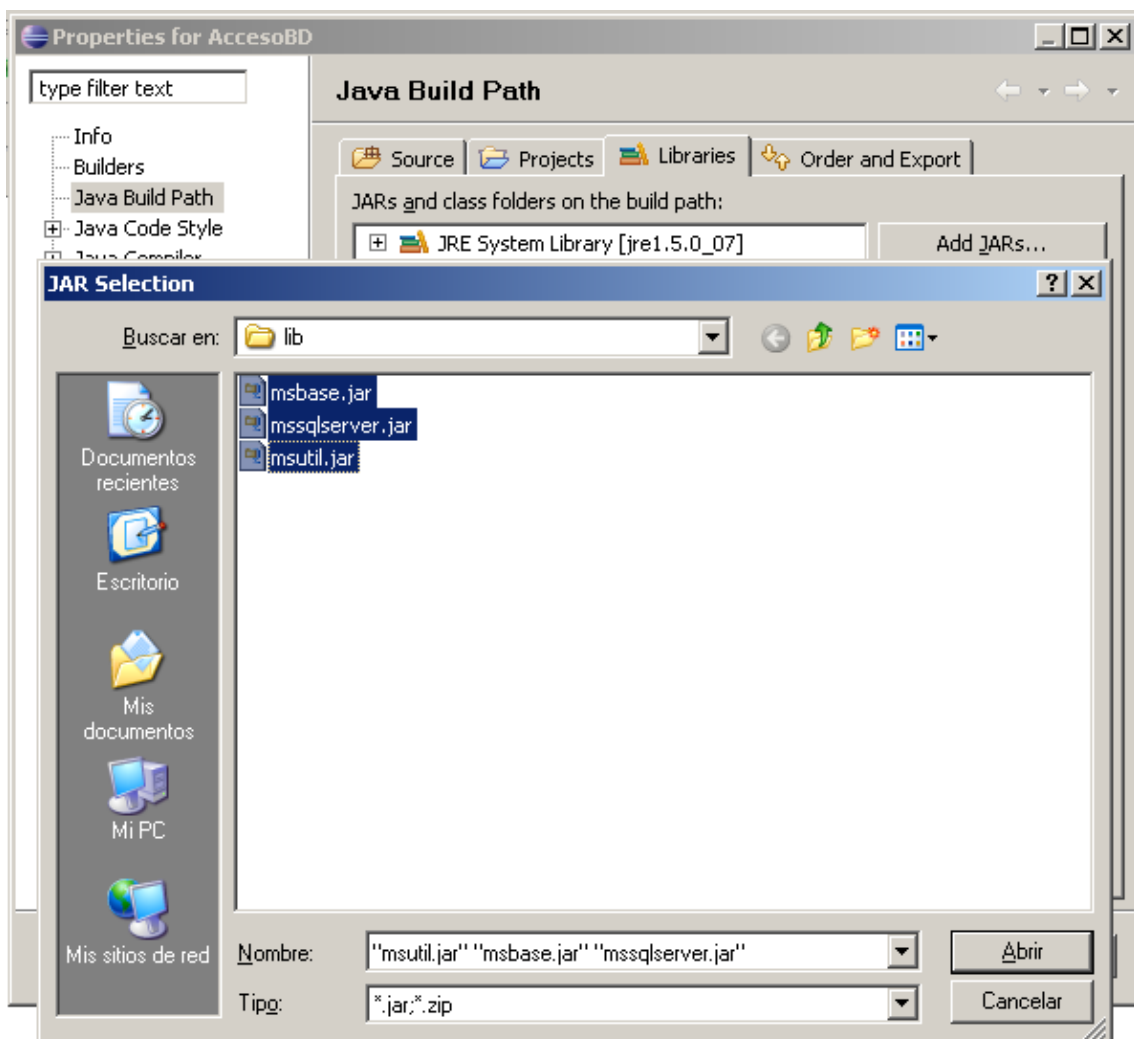 Properties for AccesoBD
type filter text
Java Build Path
Info
Builders
Java Build Path
Java Code Style
Java Compiler
Source
Projects
Libraries
Order and Export
JARs and class folders on the build path:
JRE System Library [jre1.5.0_07]
Add JARs...
JAR Selection
Buscar en:
lib
msbase.jar
mssqlserver.jar
msutil.jar
Documentos
recientes
Escritorio
Mis
documentos
Mi PC
Mis sitios de red
Nombre:
"msutil.jar" "msbase.jar" "mssqlserver.jar"
Abrir
Tipo:
*.jar;*.zip
Cancelar